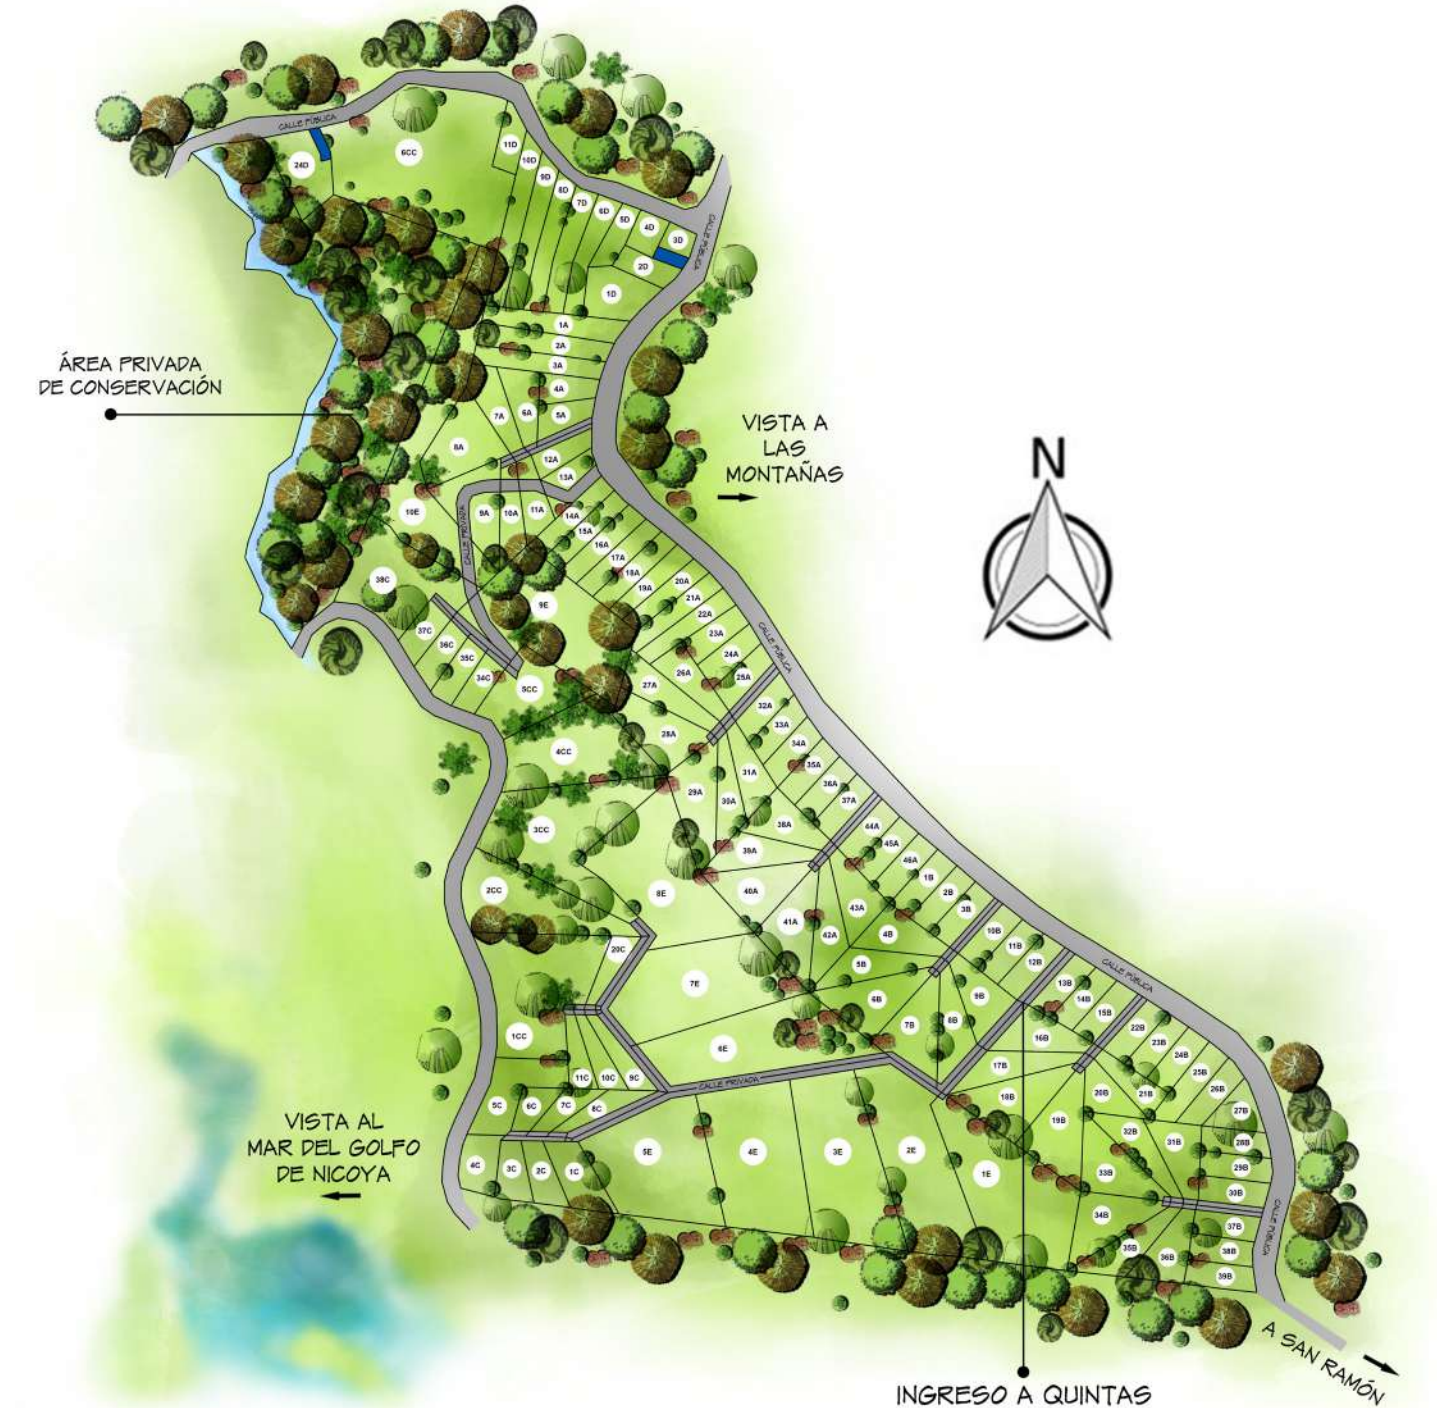 CALLE PÚBLICA
24D
6CC
11D
10D
9D
8D
7D
6D
5D
4D
3D
CALLE PÚBLICA
2D
1D
1A
2A
3A
4A
5A
6A
7A
8A
ÁREA PRIVADA
DE CONSERVACIÓN
VISTA A
LAS
MONTAÑAS
N
12A
13A
10E
CALLE PRIVADA
9A
10A
11A
14A
15A
16A
17A
18A
19A
20A
21A
22A
23A
24A
25A
38C
9E
37C
36C
35C
34C
5CC
27A
26A
CALLE PÚBLICA
28A
32A
33A
34A
35A
36A
37A
4CC
29A
30A
31A
38A
39A
3CC
44A
45A
46A
1B
2B
3B
2CC
8E
40A
41A
42A
43A
4B
5B
10B
11B
12B
CALLE PÚBLICA
20C
7E
6B
7B
8B
9B
13B
14B
15B
1CC
6E
16B
22B
23B
24B
25B
26B
27B
28B
29B
30B
11C
10C
9C
CALLE PRIVADA
17B
18B
19B
20B
21B
5C
6C
7C
8C
32B
31B
VISTA AL
MAR DEL GOLFO
DE NICOYA
4C
3C
2C
1C
5E
4E
3E
2E
1E
33B
34B
35B
36B
37B
38B
39B
CALLE PÚBLICA
A SAN RAMÓN
INGRESO A QUINTAS